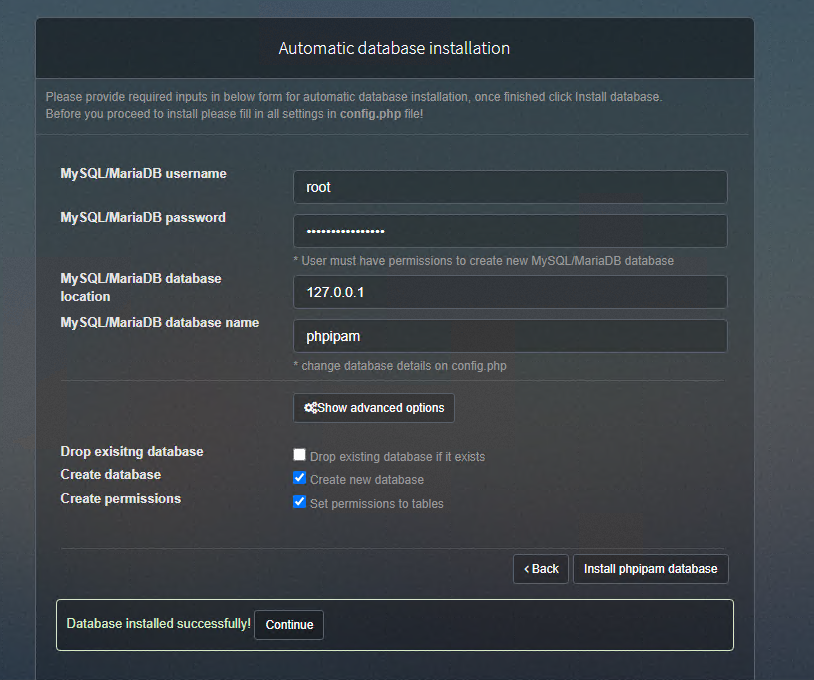 Automatic database installation
Please provide required inputs in below form for automatic database installation, once finished click Install database.
Before you proceed to install please fill in all settings in config.php file!
MySQL/MariaDB username
root
MySQL/MariaDB password
••••••••••••••••
* User must have permissions to create new MySQL/MariaDB database
MySQL/MariaDB database
location
127.0.0.1
MySQL/MariaDB database name
phpipam
* change database details on config.php
Show advanced options
Drop exisitng database
Drop existing database if it exists
Create database
Create new database
Create permissions
Set permissions to tables
< Back
Install phpipam database
Database installed successfully! Continue